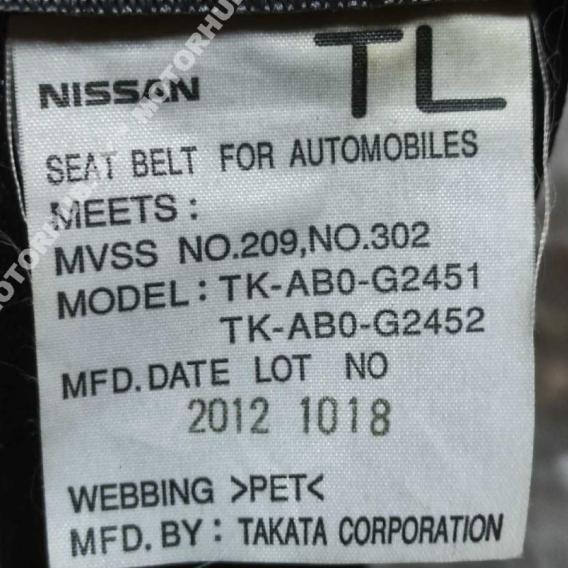 NISSAN TL
SEAT BELT FOR AUTOMOBILES
MEETS :
MVSS NO.209,NO.302
MODEL : TK-AB0-G2451
TK-AB0-G2452
MFD. DATE LOT NO
2012 1018
WEBBING >PET<
MFD. BY : TAKATA CORPORATION